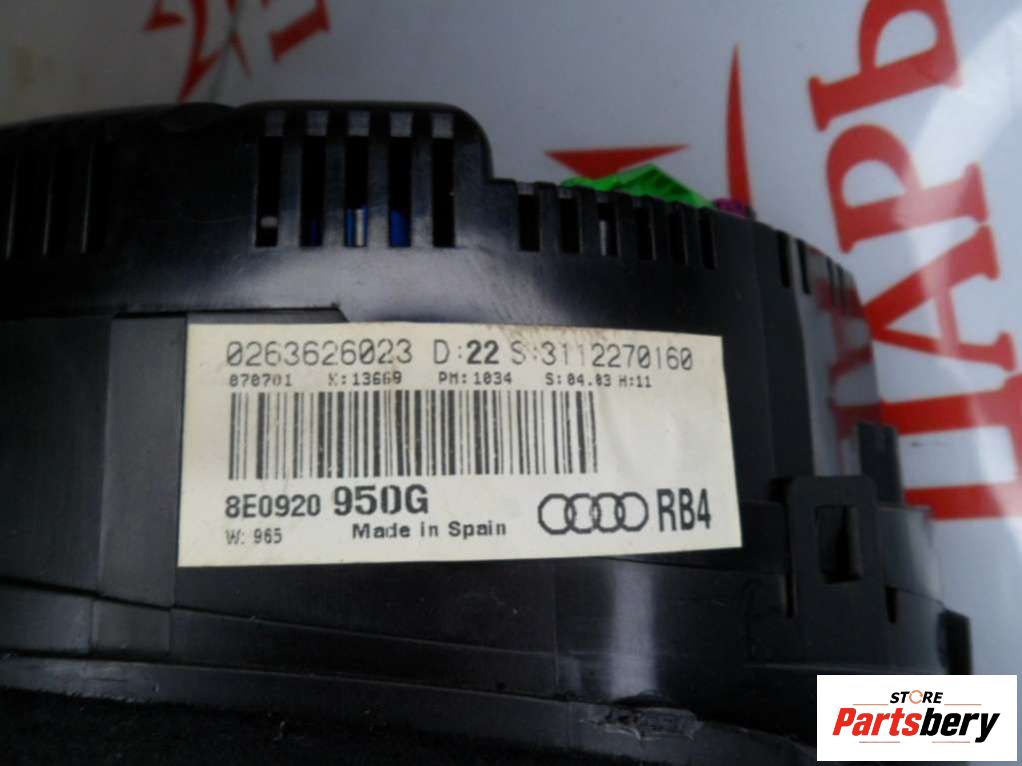 ЦАРЬ
0263626023 D:22 S:3112270160
070701 K:13669 PM:1034 S:04.03 H:11
8E0920 950G
RB4
W: 965 Made in Spain
STORE
Partsbery